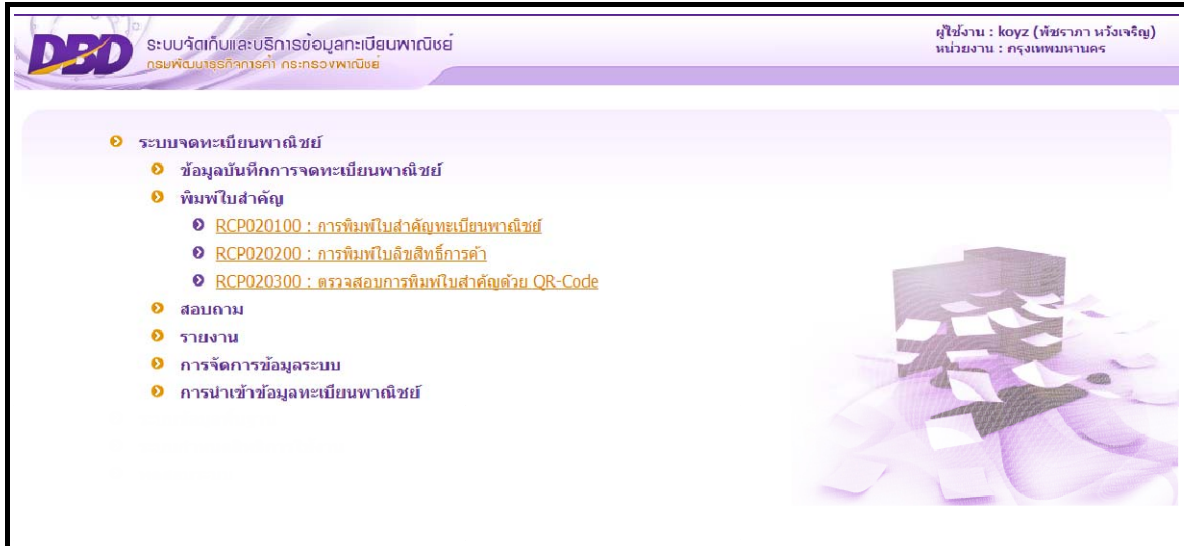 DBD
ระบบจัดเก็บและบริการข้อมูลทะเบียนพาณิชย์
กรมพัฒนาธุรกิจการค้า กระทรวงพาณิชย์
ผู้ใช้งาน : koyz (พัชราภา หวังเจริญ)
หน่วยงาน : กรุงเทพมหานคร
ระบบจดทะเบียนพาณิชย์
ข้อมูลบันทึกการจดทะเบียนพาณิชย์
พิมพ์ใบสำคัญ
RCP020100 : การพิมพ์ใบสำคัญทะเบียนพาณิชย์
RCP020200 : การพิมพ์ใบลิขสิทธิ์การค้า
RCP020300 : ตรวจสอบการพิมพ์ใบสำคัญด้วย QR-Code
สอบถาม
รายงาน
การจัดการข้อมูลระบบ
การนำเข้าข้อมูลทะเบียนพาณิชย์